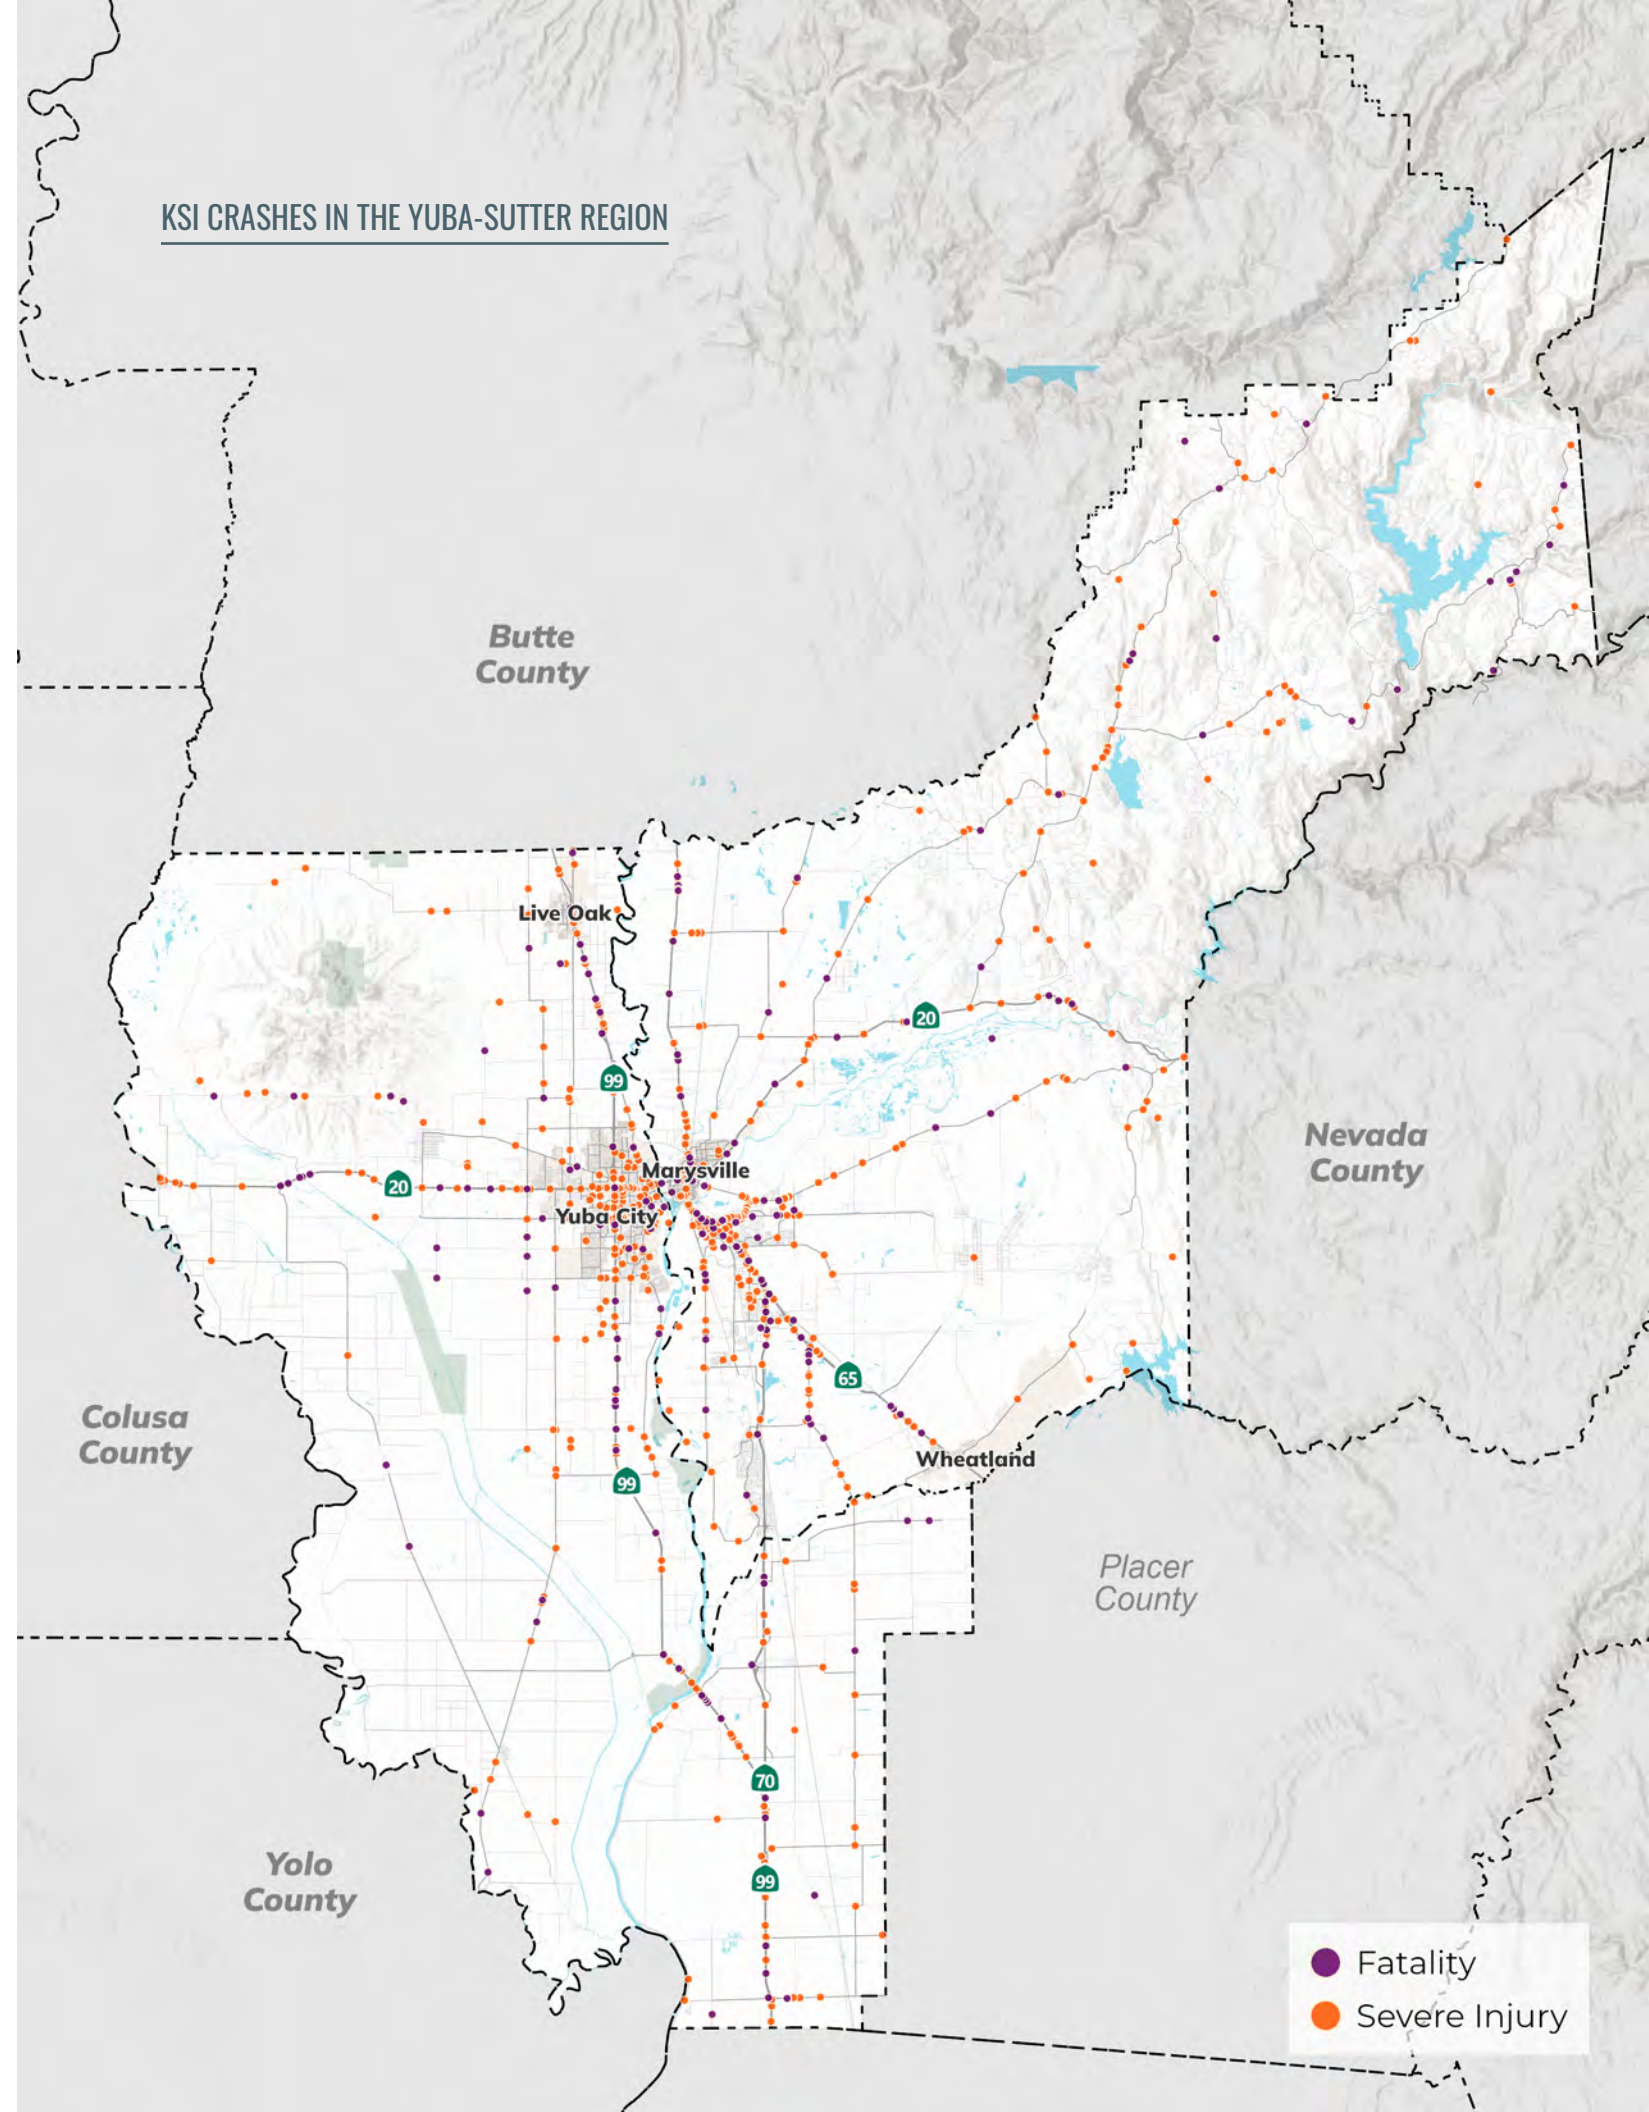 KSI CRASHES IN THE YUBA-SUTTER REGION
Butte
County
Live Oak
20
99
Nevada
County
Marysville
20
Yuba City
65
Colusa
County
Wheatland
99
Placer
County
70
Yolo
County
99
Fatality
Severe Injury